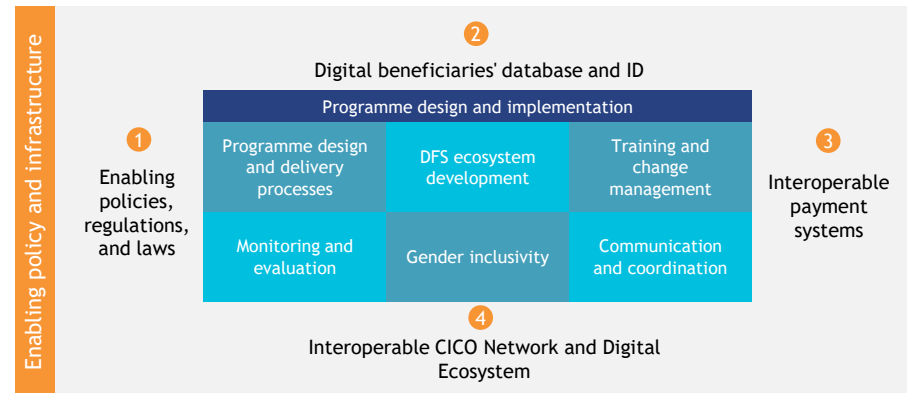 Enabling policy and infrastructure
2
Digital beneficiaries' database and ID
Programme design and implementation
1
Enabling
policies,
regulations,
and laws
Programme design
and delivery
processes
DFS ecosystem
development
Training and
change
management
3
Interoperable
payment
systems
Monitoring and
evaluation
Gender inclusivity
Communication
and coordination
4
Interoperable CICO Network and Digital
Ecosystem